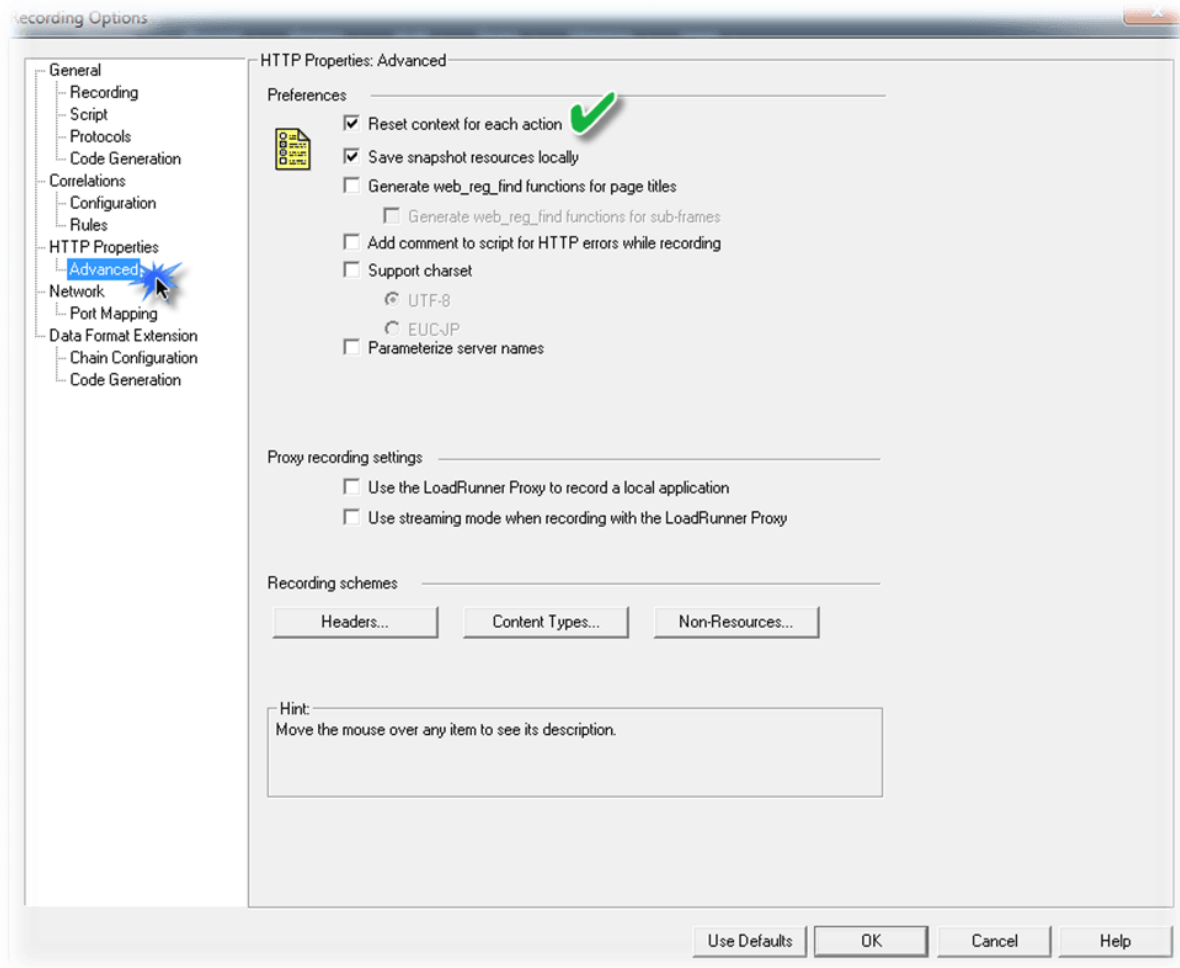 Recording Options
General
Recording
Script
Protocols
Code Generation
Correlations
Configuration
Rules
HTTP Properties
Advanced
Network
Port Mapping
Data Format Extension
Chain Configuration
Code Generation
HTTP Properties: Advanced
Preferences
Reset context for each action
Save snapshot resources locally
Generate web_reg_find functions for page titles
Generate web_reg_find functions for sub-frames
Add comment to script for HTTP errors while recording
Support charset
UTF-8
EUC-JP
Parameterize server names
Proxy recording settings
Use the LoadRunner Proxy to record a local application
Use streaming mode when recording with the LoadRunner Proxy
Recording schemes
Headers... Content Types... Non-Resources...
Hint:
Move the mouse over any item to see its description.
Use Defaults OK Cancel Help